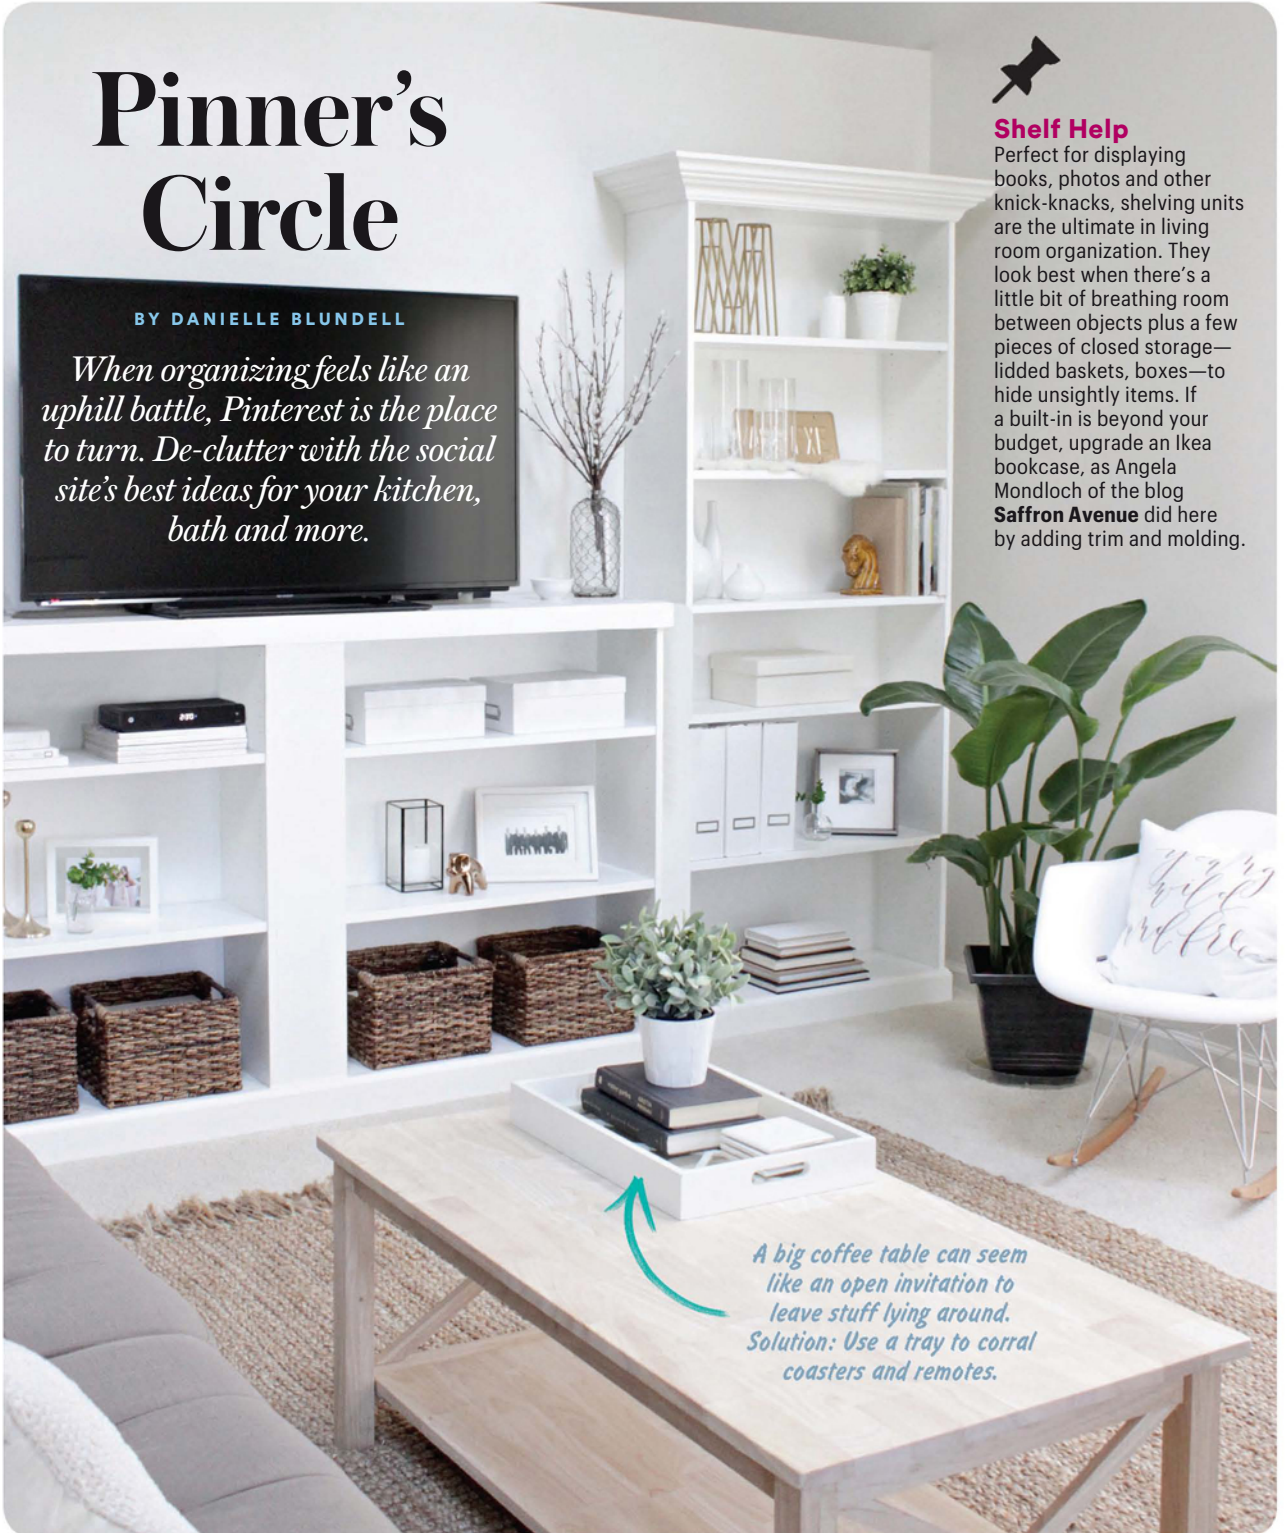 Pinner's
Circle
BY DANIELLE BLUNDELL
When organizing feels like an
uphill battle, Pinterest is the place
to turn. De-clutter with the social
site's best ideas for your kitchen,
bath and more.
Shelf Help
Perfect for displaying
books, photos and other
knick-knacks, shelving units
are the ultimate in living
room organization. They
look best when there's a
little bit of breathing room
between objects plus a few
pieces of closed storage—
lidded baskets, boxes—to
hide unsightly items. If
a built-in is beyond your
budget, upgrade an Ikea
bookcase, as Angela
Mondloch of the blog
Saffron Avenue did here
by adding trim and molding.
young
wild
and free
A big coffee table can seem
like an open invitation to
leave stuff lying around.
Solution: Use a tray to corral
coasters and remotes.